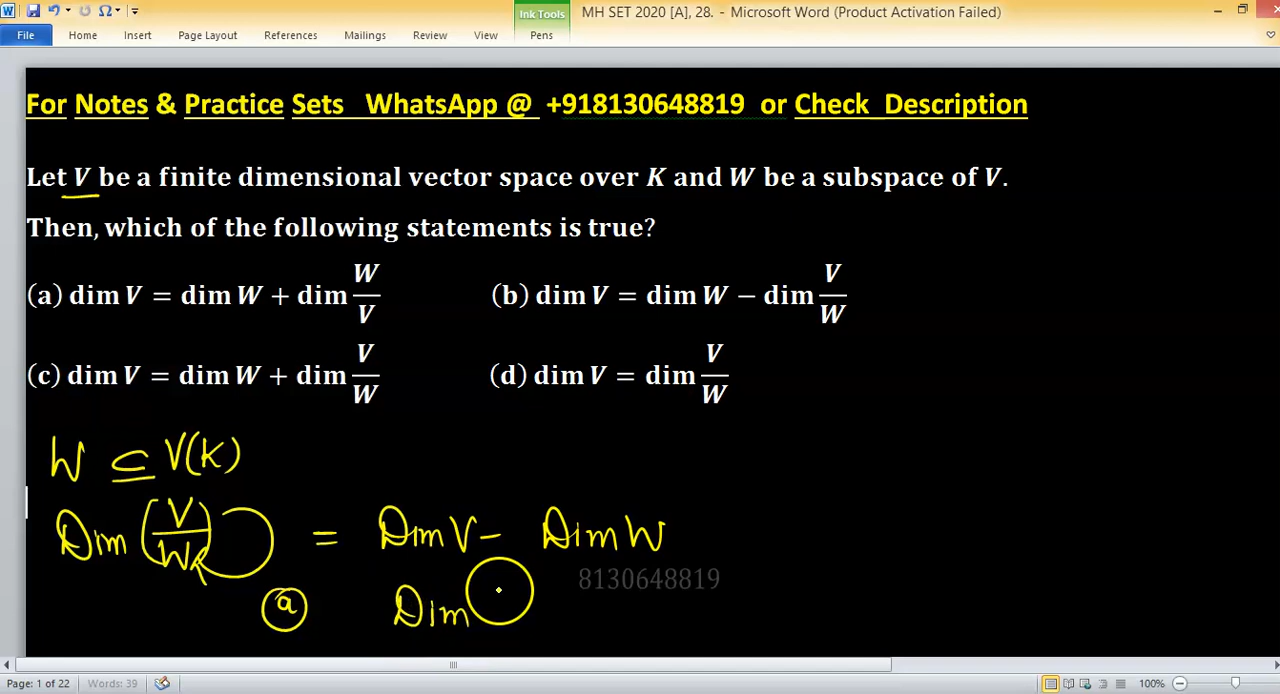 Ink Tools
MH SET 2020 [A], 28. - Microsoft Word (Product Activation Failed)
File Home Insert Page Layout References Mailings Review View Pens
For Notes & Practice Sets WhatsApp @ +918130648819 or Check Description
Let V be a finite dimensional vector space over K and W be a subspace of V.
Then, which of the following statements is true?
(a) dim V = dim W + dim W/V (b) dim V = dim W − dim V/W
(c) dim V = dim W + dim V/W (d) dim V = dim V/W
W ⊆ V(K)
Dim (V/W) = Dim V - Dim W
8130648819
(a) Dim
Page: 1 of 22 Words: 39 100%